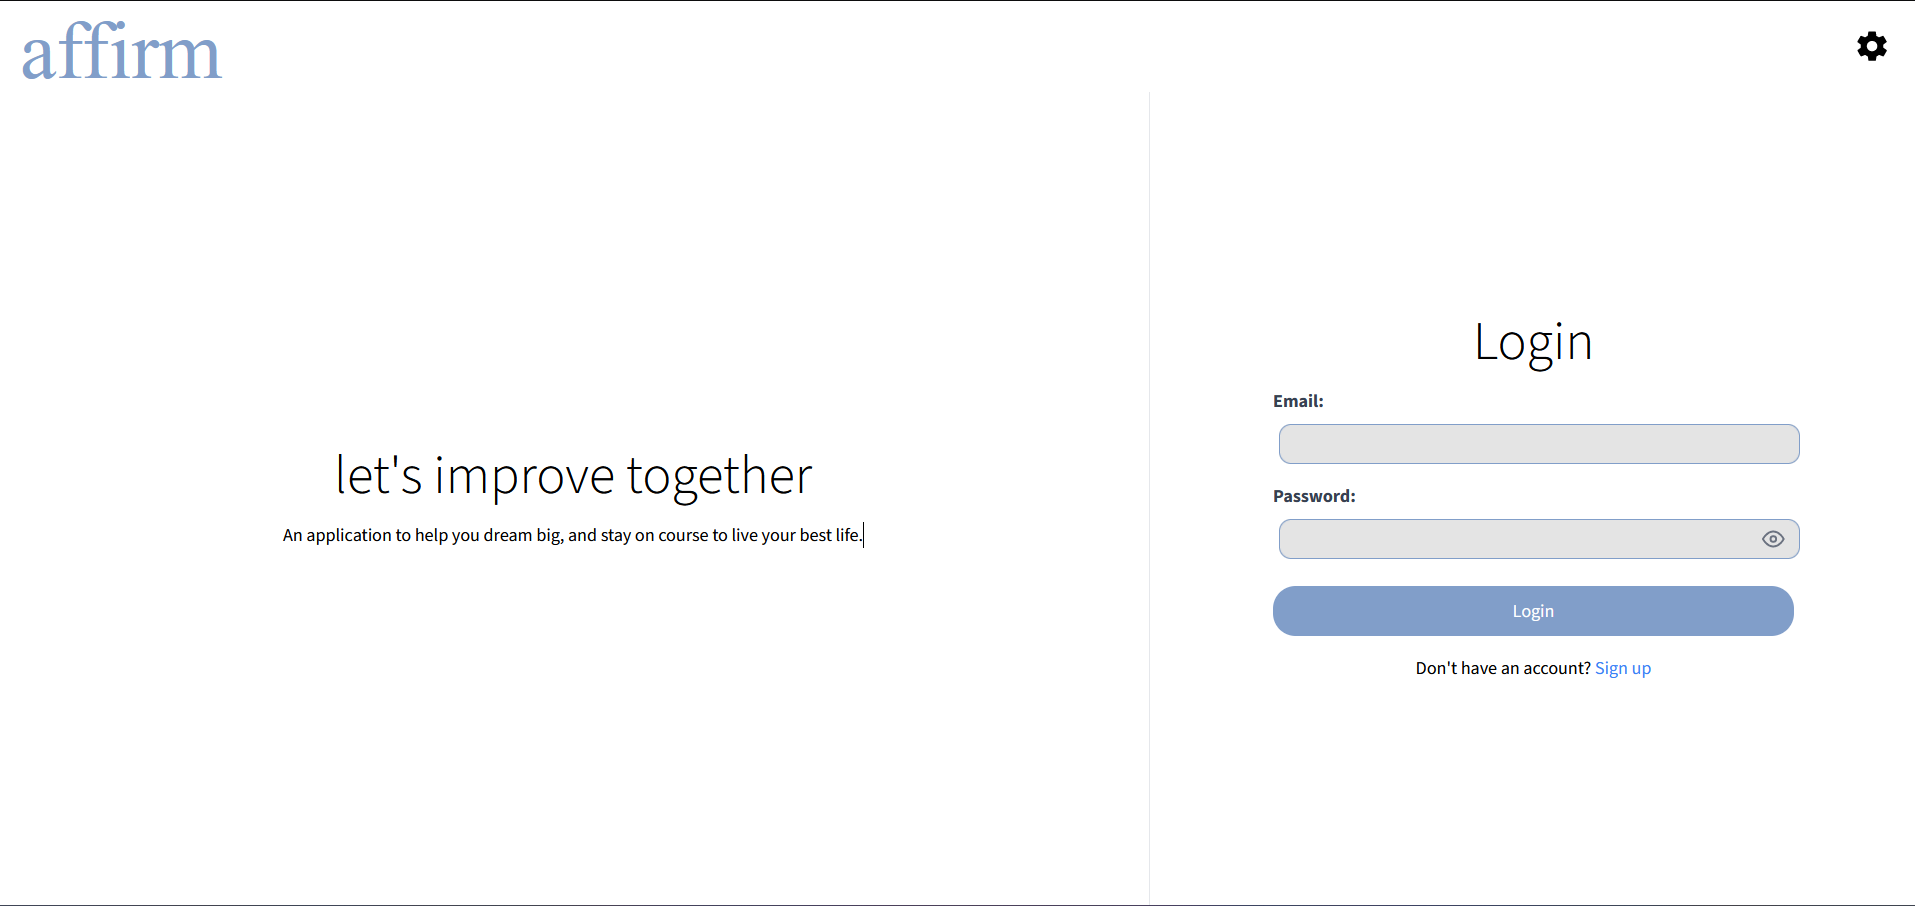 affirm
let's improve together
An application to help you dream big, and stay on course to live your best life.
Login
Email:
Password:
Login
Don't have an account? Sign up